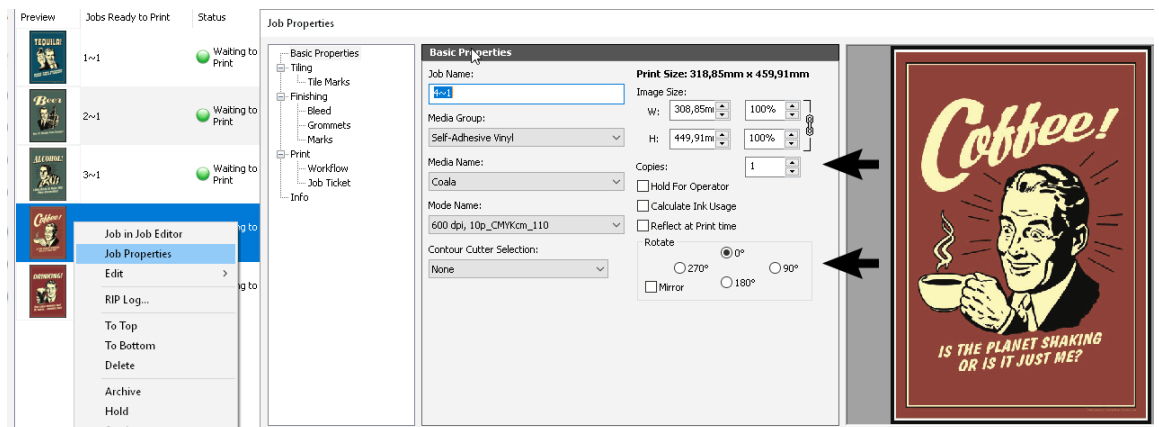 Preview Jobs Ready to Print Status
TEQUILA!
1~1
Waiting to
Print
Beer
2~1
Waiting to
Print
ALCOHOL!
3~1
Waiting to
Print
Coffee!
ng to
DRINKING!
ng to
Job in Job Editor
Job Properties
Edit
RIP Log...
To Top
To Bottom
Delete
Archive
Hold
Job Properties
Basic Properties
Tiling
Tile Marks
Finishing
Bleed
Grommets
Marks
Print
Workflow
Job Ticket
Info
Basic Properties
Job Name:
4~1
Media Group:
Self-Adhesive Vinyl
Media Name:
Coala
Mode Name:
600 dpi, 10p_CMYKcm_110
Contour Cutter Selection:
None
Print Size: 318,85mm x 459,91mm
Image Size:
W: 308,85m 100%
H: 449,91m 100%
Copies: 1
Hold For Operator
Calculate Ink Usage
Reflect at Print time
Rotate
0°
270° 90°
Mirror 180°
Coffee!
IS THE PLANET SHAKING
OR IS IT JUST ME?